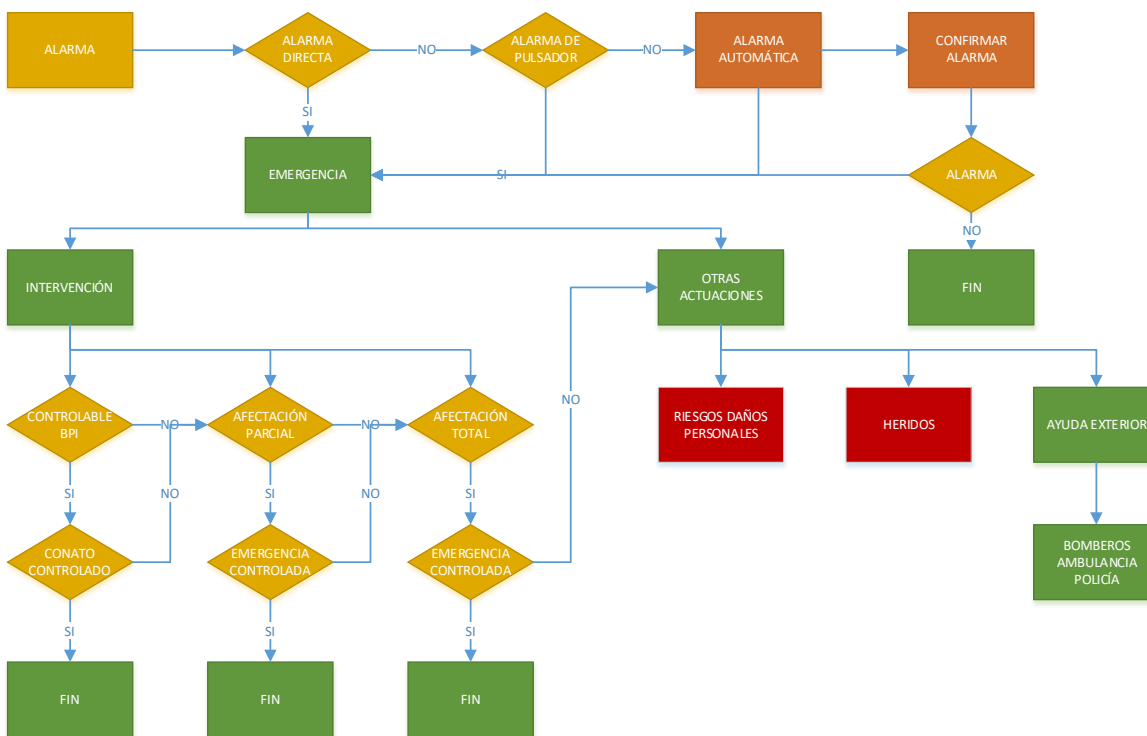 ALARMA
ALARMA
DIRECTA
NO
ALARMA DE
PULSADOR
NO
ALARMA
AUTOMÁTICA
CONFIRMAR
ALARMA
SI
EMERGENCIA
SI
ALARMA
NO
INTERVENCIÓN
OTRAS
ACTUACIONES
FIN
CONTROLABLE
BPI
NO
AFECTACIÓN
PARCIAL
NO
AFECTACIÓN
TOTAL
NO
RIESGOS DAÑOS
PERSONALES
HERIDOS
AYUDA EXTERIOR
SI
NO
SI
NO
SI
CONATO
CONTROLADO
EMERGENCIA
CONTROLADA
EMERGENCIA
CONTROLADA
BOMBEROS
AMBULANCIA
POLICÍA
SI
SI
SI
FIN
FIN
FIN